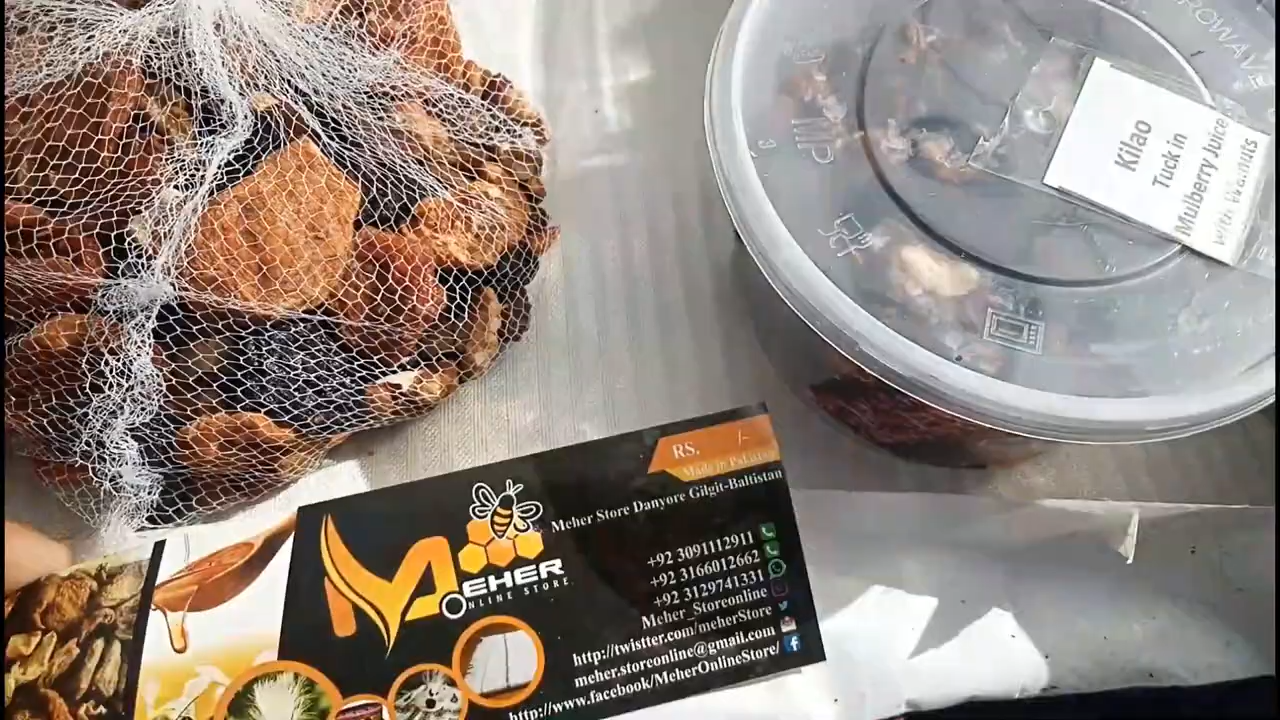 MICROWAVE
Kilao
Tuck in
Mulberry Juice
with Walnuts
RS. /-
Made in Pakistan
Meher Store Danyore Gilgit-Baltistan
MEHER
ONLINE STORE
+92 3091112911
+92 3166012662
+92 3129741331
Meher_Storeonline
http://twistter.com/meherStore
meher.storeonline@gmail.com
http://www.facebook/MeherOnlineStore/